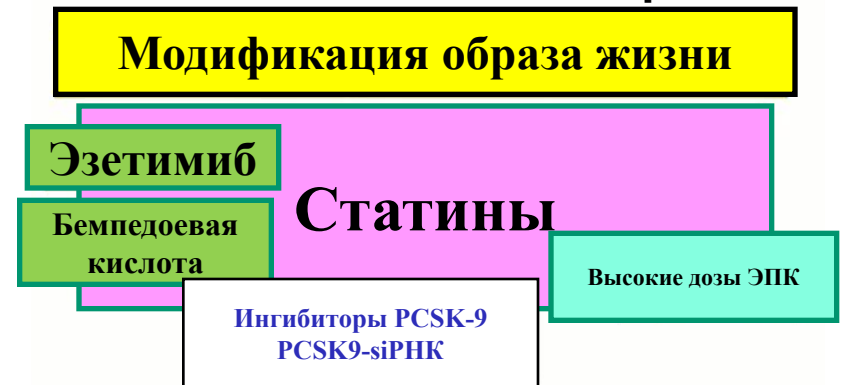 Модификация образа жизни
Эзетимиб
Статины
Бемпедоевая
кислота
Высокие дозы ЭПК
Ингибиторы PCSK-9
PCSK9-siРНК